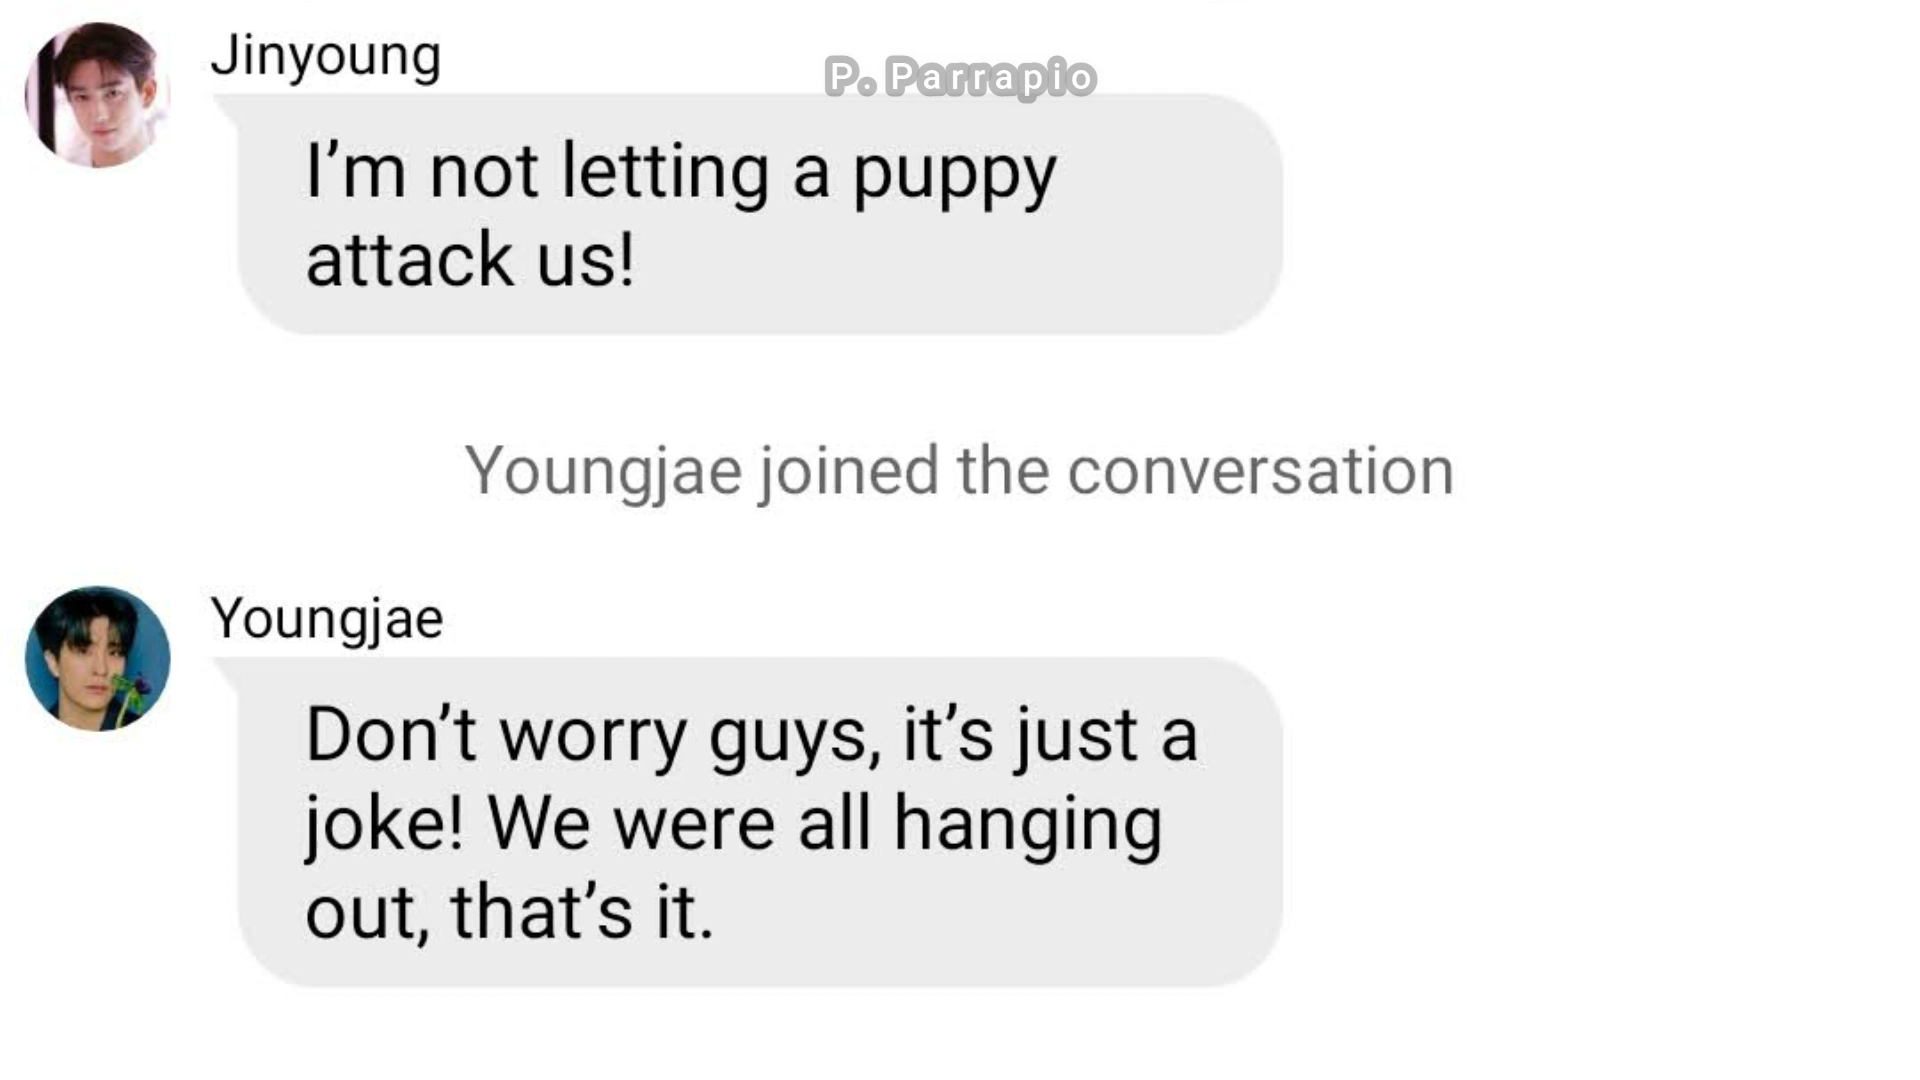 Jinyoung
P. Parrapio
I’m not letting a puppy
attack us!
Youngjae joined the conversation
Youngjae
Don’t worry guys, it’s just a
joke! We were all hanging
out, that’s it.